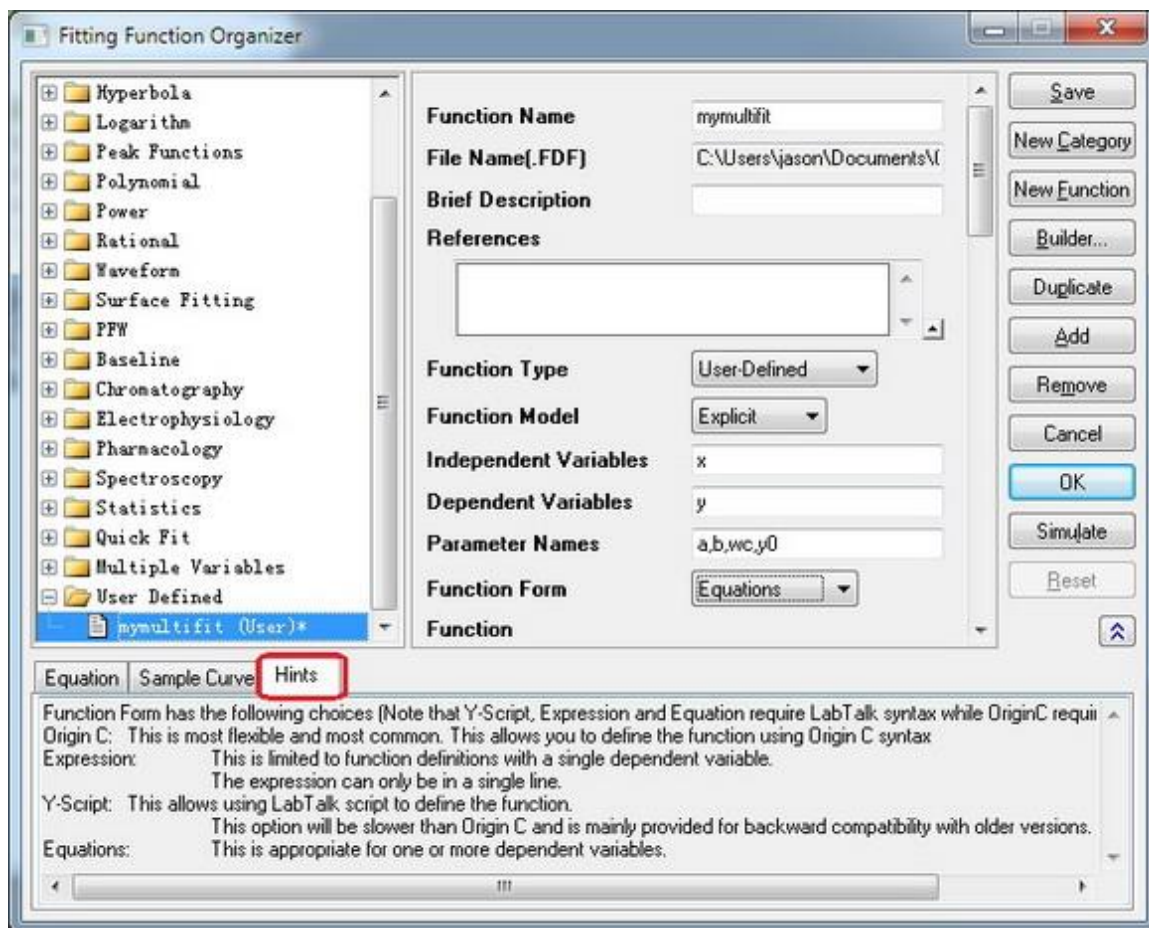 Fitting Function Organizer
Hyperbola
Logarithm
Peak Functions
Polynomial
Power
Rational
Waveform
Surface Fitting
PFW
Baseline
Chromatography
Electrophysiology
Pharmacology
Spectroscopy
Statistics
Quick Fit
Multiple Variables
User Defined
mymultifit (User)*
Function Name mymultifit
File Name(.FDF) C:\Users\jason\Documents\
Brief Description
References
Function Type User-Defined
Function Model Explicit
Independent Variables x
Dependent Variables y
Parameter Names a,b,wc,y0
Function Form Equations
Function
Save
New Category
New Function
Builder...
Duplicate
Add
Remove
Cancel
OK
Simulate
Reset
Equation Sample Curve Hints
Function Form has the following choices (Note that Y-Script, Expression and Equation require LabTalk syntax while OriginC requii
Origin C: This is most flexible and most common. This allows you to define the function using Origin C syntax
Expression: This is limited to function definitions with a single dependent variable.
The expression can only be in a single line.
Y-Script: This allows using LabTalk script to define the function.
This option will be slower than Origin C and is mainly provided for backward compatibility with older versions.
Equations: This is appropriate for one or more dependent variables.